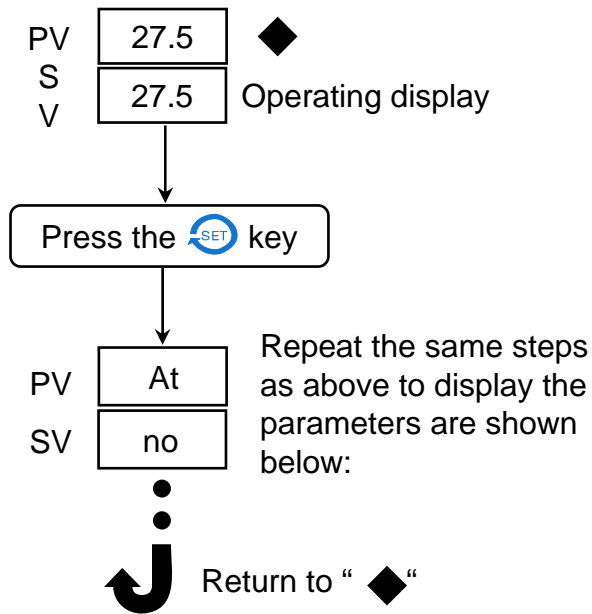 PV 27.5 ◆
S
V 27.5 Operating display
Press the SET key
PV At
SV no
Repeat the same steps
as above to display the
parameters are shown
below:
Return to “ ◆“